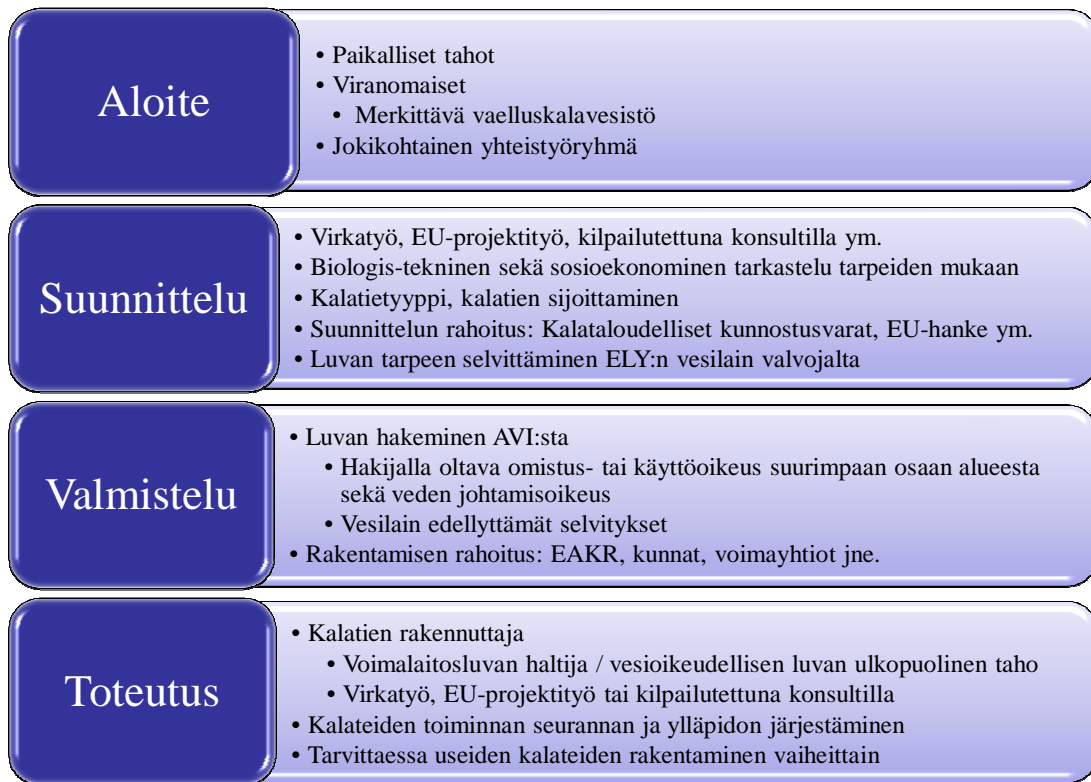 Aloite
• Paikalliset tahot
• Viranomaiset
• Merkittävä vaelluskalavesistö
• Jokikohtainen yhteistyöryhmä
Suunnittelu
• Virkatyö, EU-projektityö, kilpailutettuna konsultilla ym.
• Biologis-tekninen sekä sosioekonominen tarkastelu tarpeiden mukaan
• Kalatietyyppi, kalatien sijoittaminen
• Suunnittelun rahoitus: Kalataloudelliset kunnostusvarat, EU-hanke ym.
• Luvan tarpeen selvittäminen ELY:n vesilain valvojalta
Valmistelu
• Luvan hakeminen AVI:sta
• Hakijalla oltava omistus- tai käyttöoikeus suurimpaan osaan alueesta
sekä veden johtamisoikeus
• Vesilain edellyttämät selvitykset
• Rakentamisen rahoitus: EAKR, kunnat, voimayhtiot jne.
Toteutus
• Kalatien rakennuttaja
• Voimalaitosluvan haltija / vesioikeudellisen luvan ulkopuolinen taho
• Virkatyö, EU-projektityö tai kilpailutettuna konsultilla
• Kalateiden toiminnan seurannan ja ylläpidon järjestäminen
• Tarvittaessa useiden kalateiden rakentaminen vaiheittain